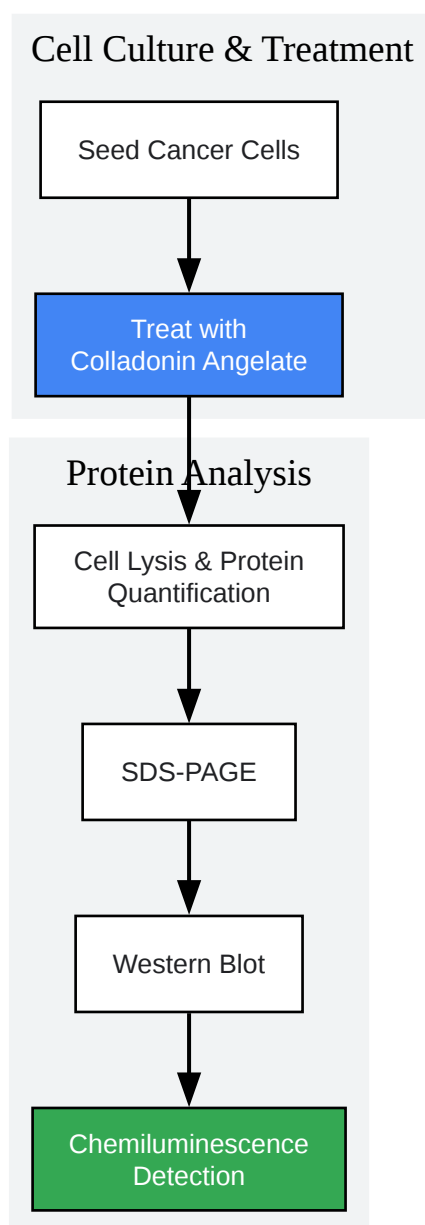 Cell Culture & Treatment
Seed Cancer Cells
Treat with
Colladonin Angelate
Protein Analysis
Cell Lysis & Protein
Quantification
SDS-PAGE
Western Blot
Chemiluminescence
Detection